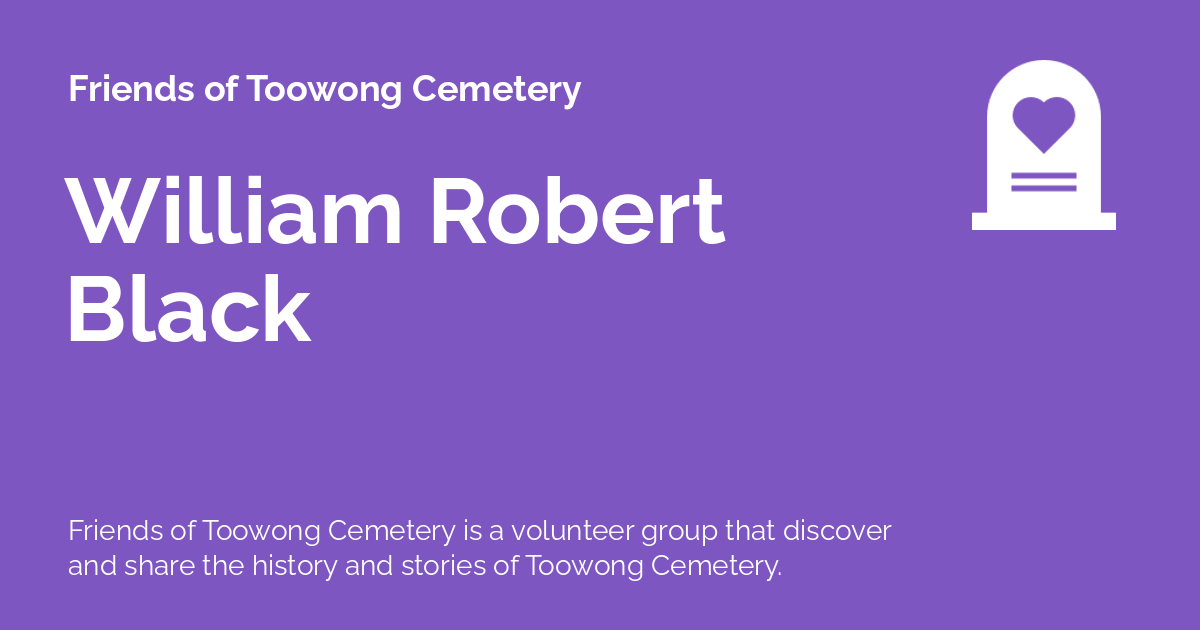 Friends of Toowong Cemetery
William Robert
Black
Friends of Toowong Cemetery is a volunteer group that discover
and share the history and stories of Toowong Cemetery.